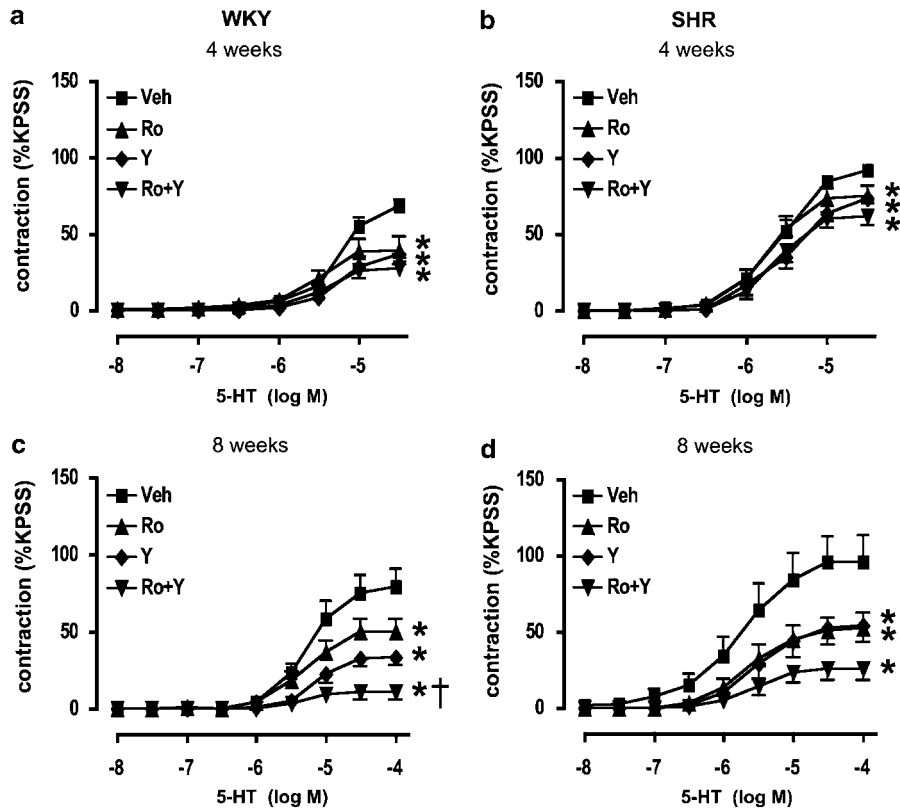 a
WKY
4 weeks
contraction (%KPSS)
150
100
50
0
Veh
Ro
Y
Ro+Y
*
*
*
-8
-7
-6
-5
5-HT (log M)
b
SHR
4 weeks
contraction (%KPSS)
150
100
50
0
Veh
Ro
Y
Ro+Y
*
*
*
-8
-7
-6
-5
5-HT (log M)
c
8 weeks
contraction (%KPSS)
150
100
50
0
Veh
Ro
Y
Ro+Y
*
*
*†
-8
-7
-6
-5
-4
5-HT (log M)
d
8 weeks
contraction (%KPSS)
150
100
50
0
Veh
Ro
Y
Ro+Y
*
*
*
-8
-7
-6
-5
-4
5-HT (log M)